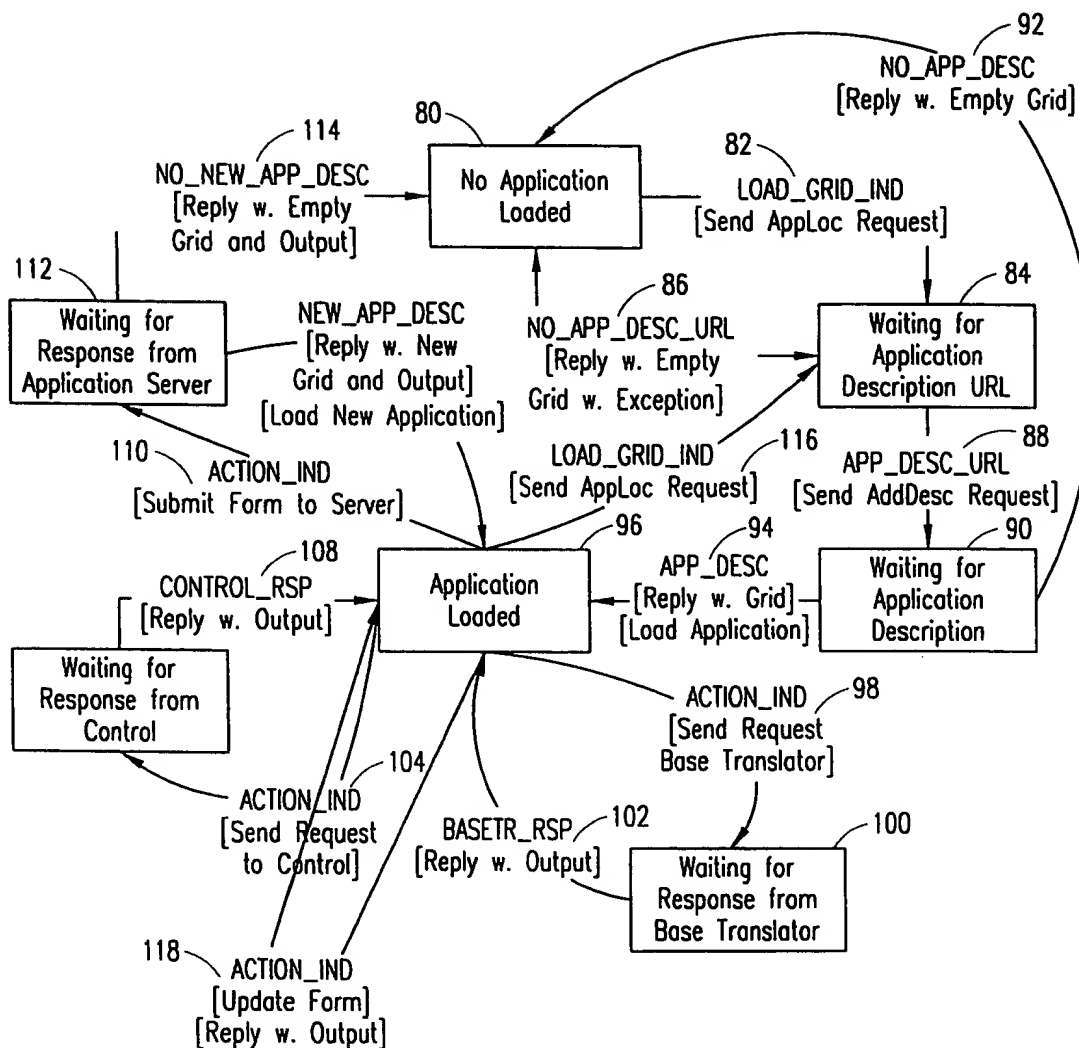 92
NO_APP_DESC
[Reply w. Empty Grid]
114
NO_NEW_APP_DESC
[Reply w. Empty
Grid and Output]
80
No Application
Loaded
82
LOAD_GRID_IND
[Send AppLoc Request]
112
Waiting for
Response from
Application Server
NEW_APP_DESC
[Reply w. New
Grid and Output]
[Load New Application]
86
NO_APP_DESC_URL
[Reply w. Empty
Grid w. Exception]
84
Waiting for
Application
Description URL
110
ACTION_IND
[Submit Form to Server]
LOAD_GRID_IND
[Send AppLoc Request]
116
88
APP_DESC_URL
[Send AddDesc Request]
108
CONTROL_RSP
[Reply w. Output]
96
Application
Loaded
94
APP_DESC
[Reply w. Grid]
[Load Application]
90
Waiting for
Application
Description
Waiting for
Response from
Control
ACTION_IND
[Send Request
to Control]
104
ACTION_IND
[Send Request
Base Translator]
98
BASETR_RSP
[Reply w. Output]
102
100
Waiting for
Response from
Base Translator
118
ACTION_IND
[Update Form]
[Reply w. Output]